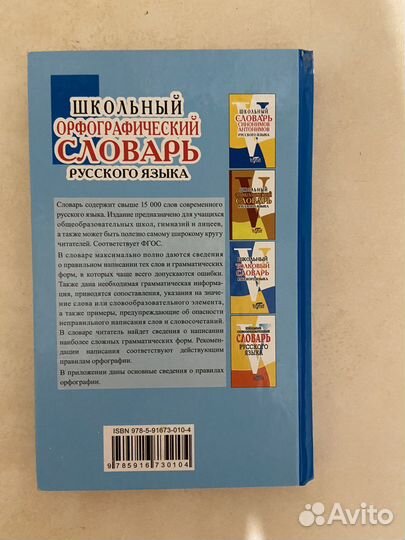 ШКОЛЬНЫЙ
ОРФОГРАФИЧЕСКИЙ
СЛОВАРЬ
РУССКОГО ЯЗЫКА
Словарь содержит свыше 15 000 слов современного
русского языка. Издание предназначено для учащихся
общеобразовательных школ, гимназий и лицеев,
а также может быть полезно самому широкому кругу
читателей. Соответствует ФГОС.
В словаре максимально полно даются сведения
о правильном написании тех слов и грамматических
форм, в которых чаще всего допускаются ошибки.
Также дана необходимая грамматическая информа-
ция, приводятся сопоставления, указания на значе-
ние слова или словообразовательного элемента,
а также примеры, предупреждающие об опасности
неправильного написания слов и словосочетаний.
В словаре читатель найдет сведения о написании
наиболее сложных грамматических форм. Рекомен-
дации написания соответствуют действующим
правилам орфографии.
В приложении даны основные сведения о правилах
орфографии.
ШКОЛЬНЫЙ
СЛОВАРЬ
СИНОНИМОВ
АНТОНИМОВ
РУССКОГО ЯЗЫКА
ШКОЛЬНЫЙ
СЛОВАРЬ
ШКОЛЬНЫЙ
ТОЛКОВЫЙ
СЛОВАРЬ
РУССКОГО ЯЗЫКА
СЛОВАРЬ
РУССКОГО
ЯЗЫКА
ISBN 978-5-91673-010-4
9 785916 730104
Avito